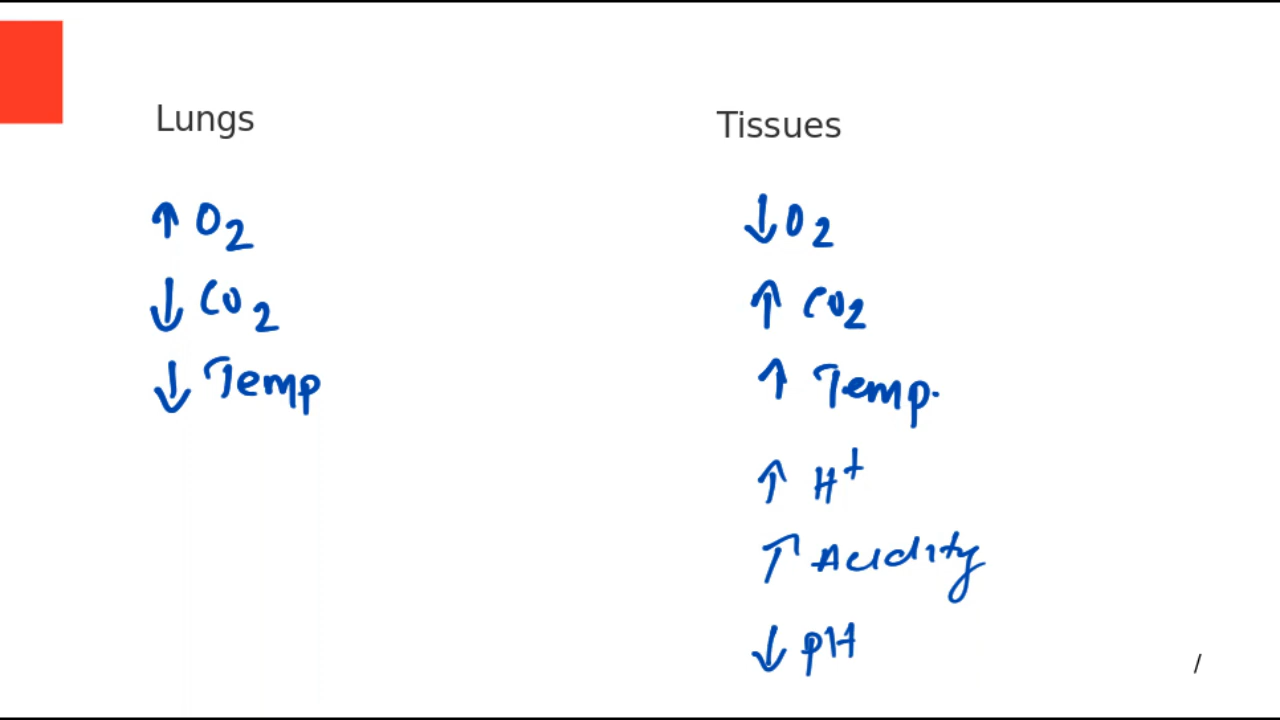 Lungs
↑ O2
↓ CO2
↓ Temp
Tissues
↓ O2
↑ CO2
↑ Temp.
↑ H+
↑ Acidity
↓ pH
/